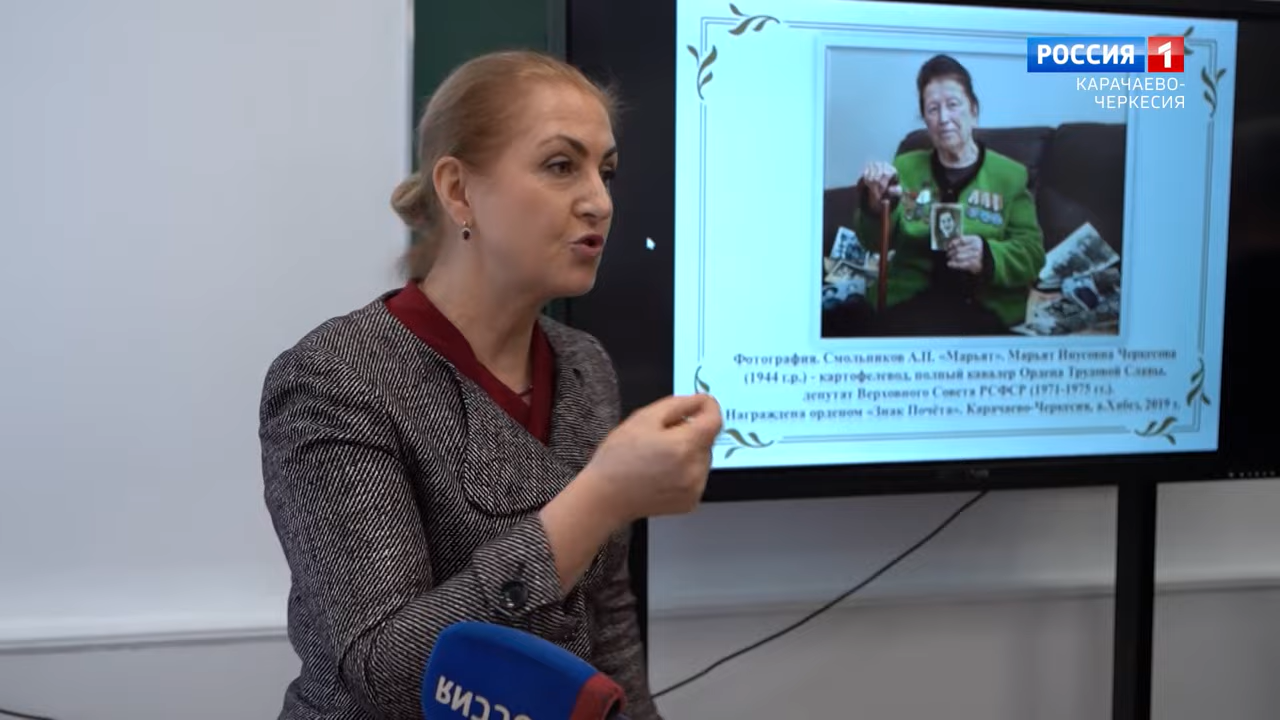 РОССИЯ 1
КАРАЧАЕВО-
ЧЕРКЕСИЯ
Фотография. Смольников А.П. «Марьят». Марьят Инусовна Черкесова
(1944 г.р.) - картофелевод, полный кавалер Ордена Трудовой Славы,
депутат Верховного Совета РСФСР (1971-1975 гг.).
Награждена орденом «Знак Почёта». Карачаево-Черкесия, а.Хабез, 2019 г.
РОССИЯ